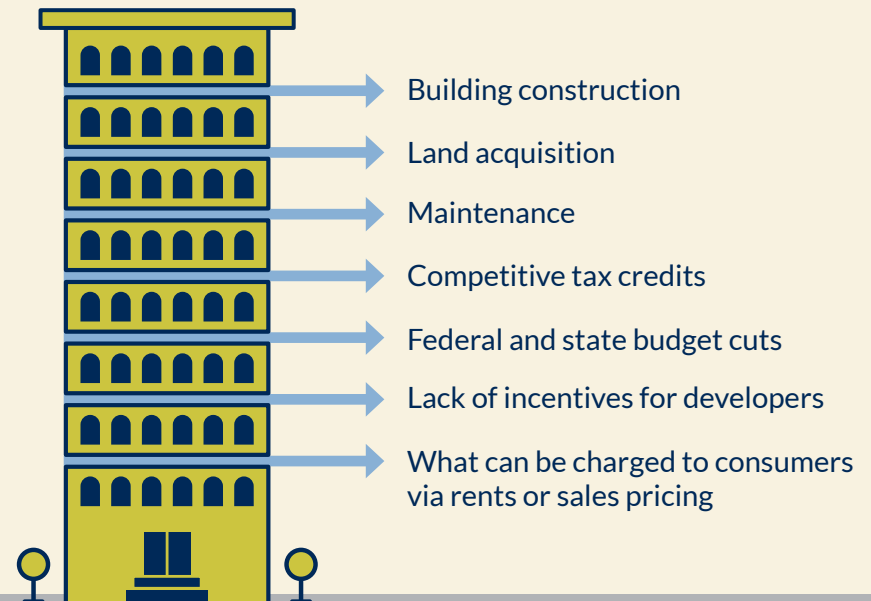 Building construction
Land acquisition
Maintenance
Competitive tax credits
Federal and state budget cuts
Lack of incentives for developers
What can be charged to consumers
via rents or sales pricing